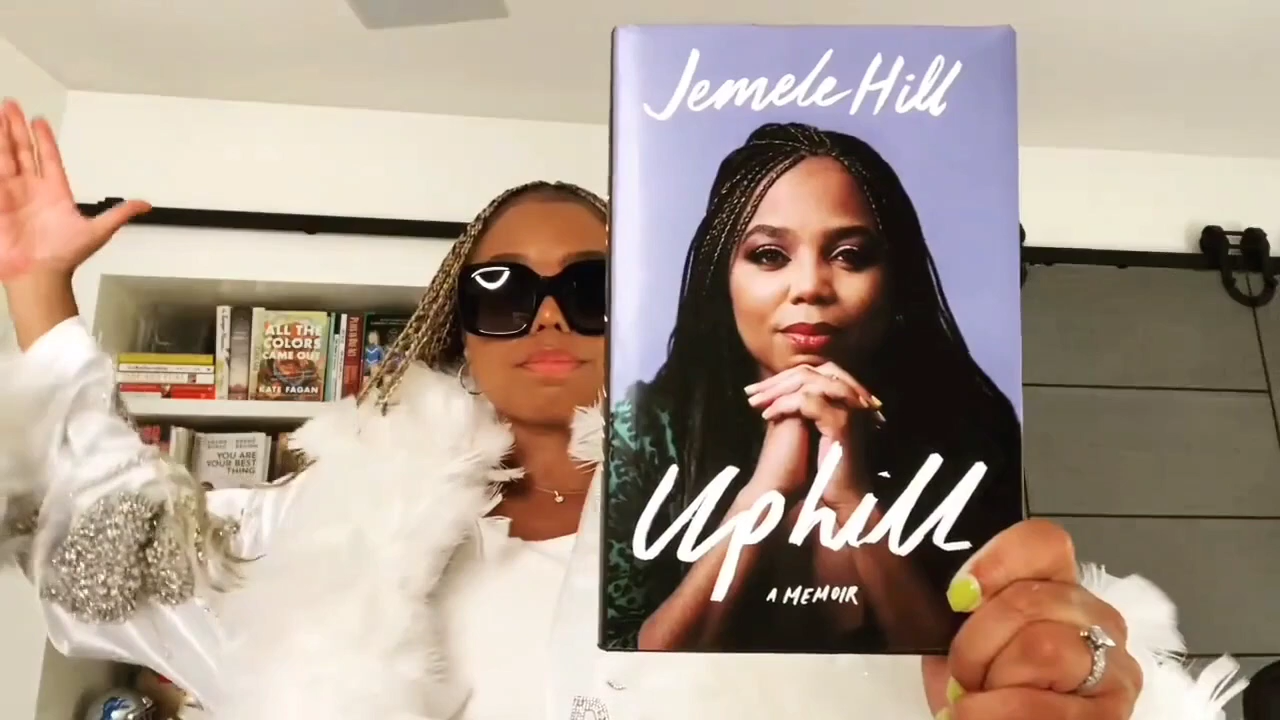 Jemele Hill
Uphill
A MEMOIR
ALL THE
COLORS
CAME OUT
KATE FAGAN
YOU ARE
YOUR BEST
THING